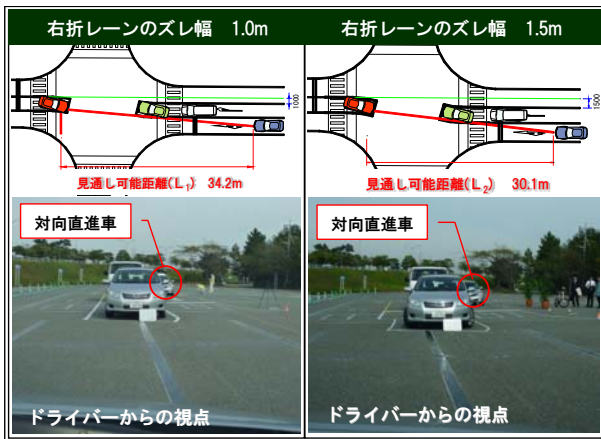 右折レーンのズレ幅 1.0m
1000
見通し可能距離(L₁) 34.2m
対向直進車
ドライバーからの視点
右折レーンのズレ幅 1.5m
1500
見通し可能距離(L₂) 30.1m
対向直進車
ドライバーからの視点